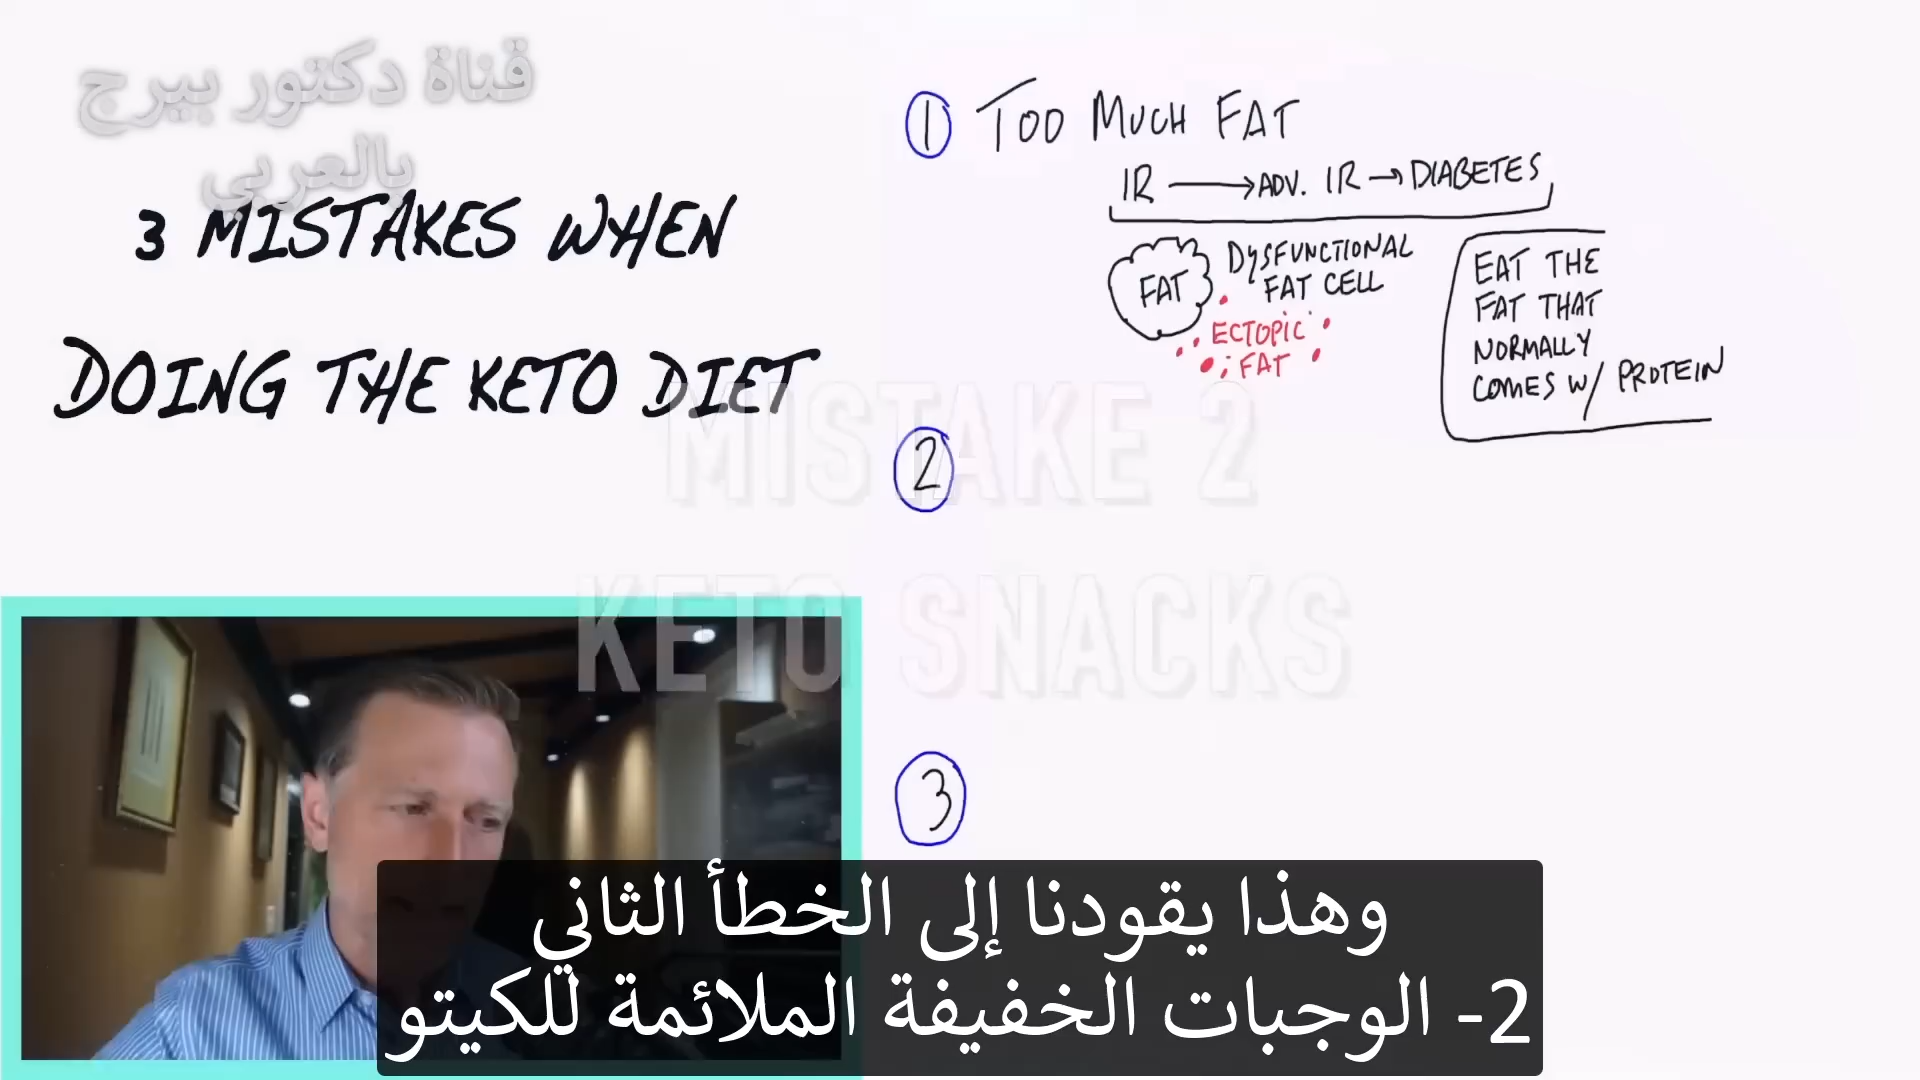 قناة دكتور بيرج
بالعربي
3 MISTAKES WHEN
DOING THE KETO DIET
1 TOO MUCH FAT
IR → ADV. IR → DIABETES
FAT
DYSFUNCTIONAL
FAT CELL
ECTOPIC
FAT
EAT THE
FAT THAT
NORMALLY
COMES W/ PROTEIN
2
MISTAKE 2
KETO SNACKS
3
وهذا يقودنا إلى الخطأ الثاني
2- الوجبات الخفيفة الملائمة للكيتو